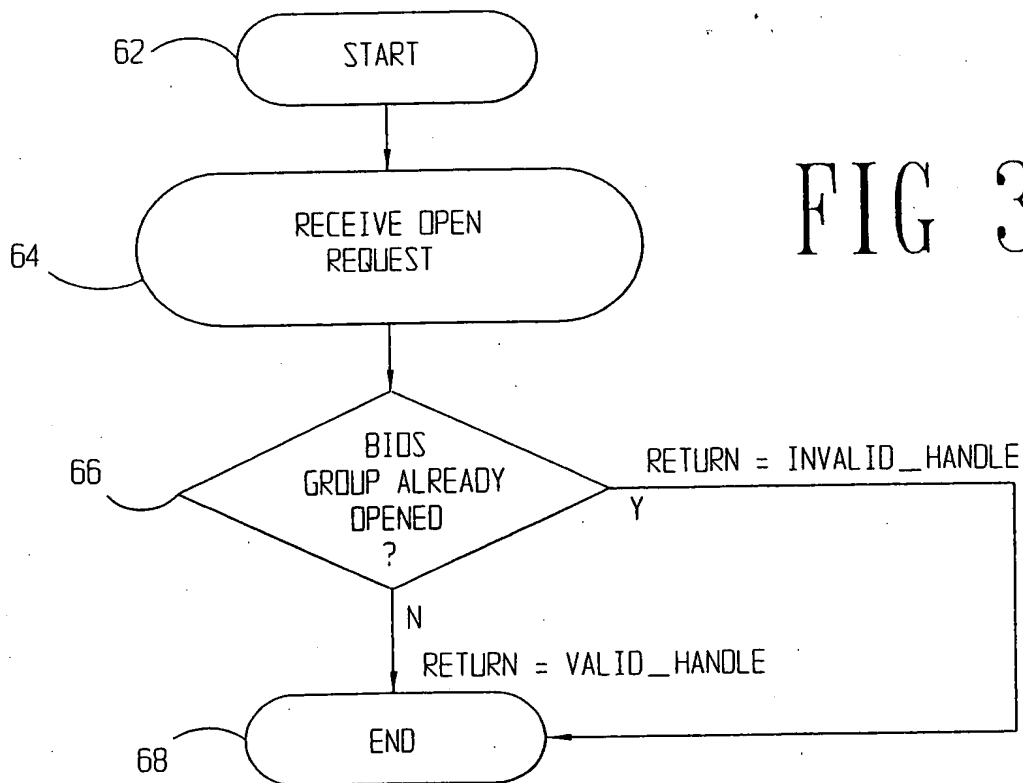 62
START
FIG 3
64
RECEIVE OPEN
REQUEST
66
BIOS
GROUP ALREADY
OPENED
?
RETURN = INVALID_HANDLE
Y
N
RETURN = VALID_HANDLE
68
END